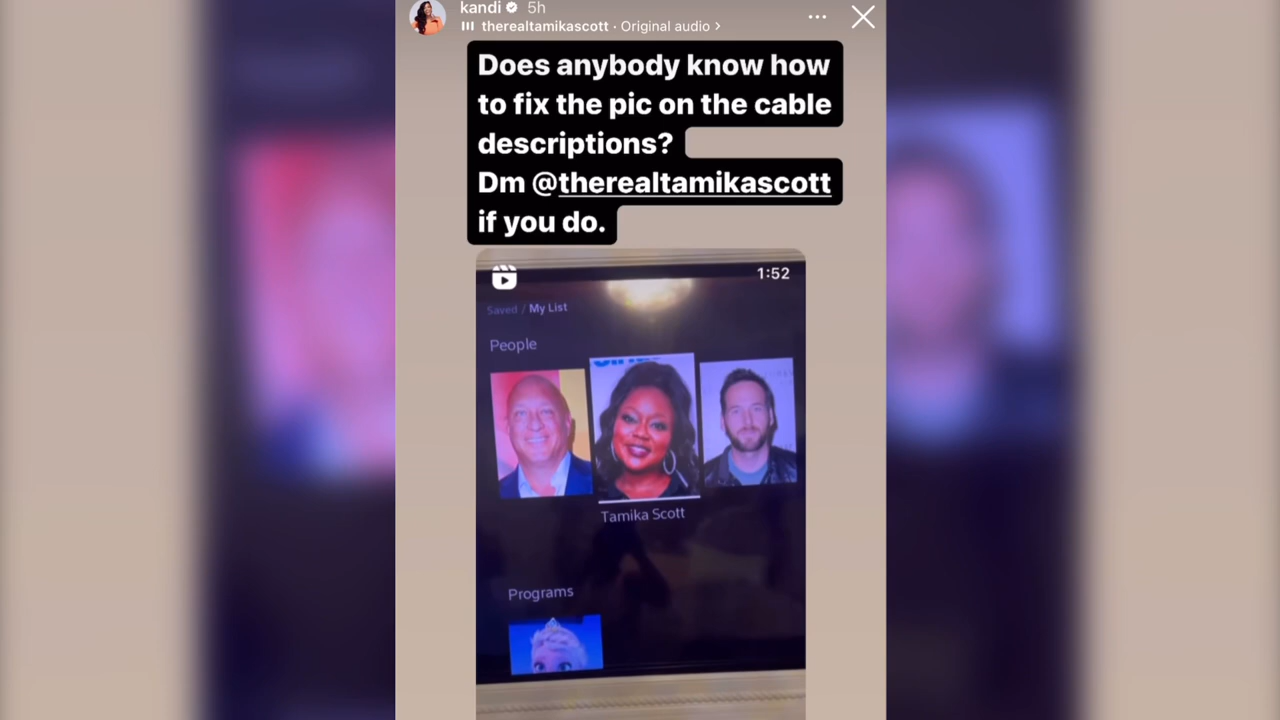 kandi 5h
therealtamikascott · Original audio >
Does anybody know how
to fix the pic on the cable
descriptions?
Dm @therealtamikascott
if you do.
1:52
Saved / My List
People
Tamika Scott
Programs